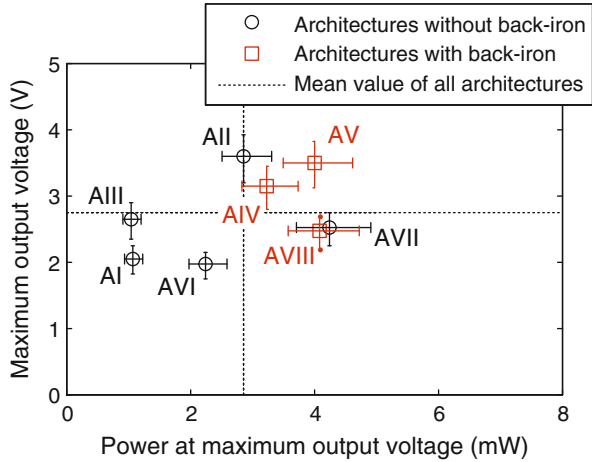 Architectures without back-iron
Architectures with back-iron
Mean value of all architectures
Maximum output voltage (V)
5
4
3
2
1
0
AII
AV
AIII
AIV
AVII
AVIII
AI
AVI
0
2
4
6
8
Power at maximum output voltage (mW)